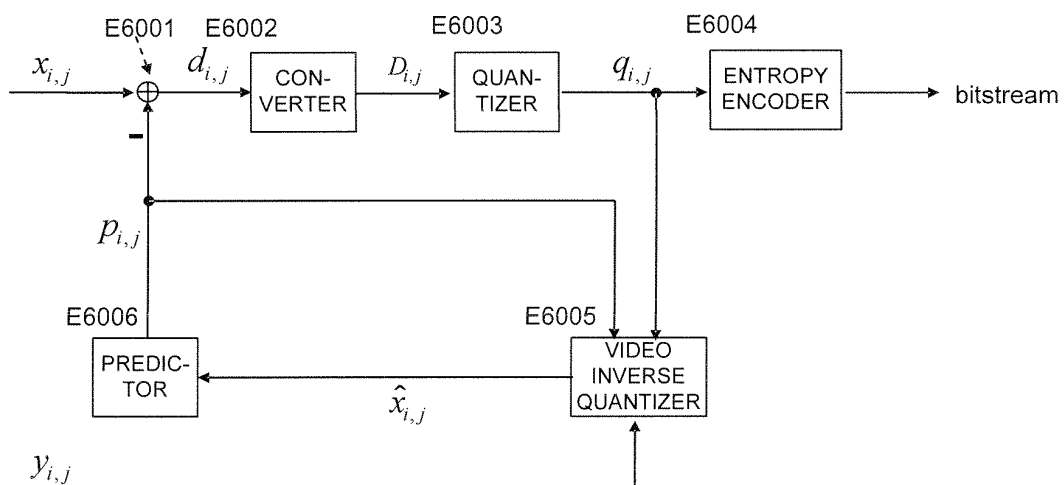 E6001
E6002
E6003
E6004
x_{i,j}
d_{i,j}
CON-
VERTER
D_{i,j}
QUAN-
TIZER
q_{i,j}
ENTROPY
ENCODER
bitstream
-
p_{i,j}
E6006
E6005
PREDIC-
TOR
x̂_{i,j}
VIDEO
INVERSE
QUANTIZER
y_{i,j}